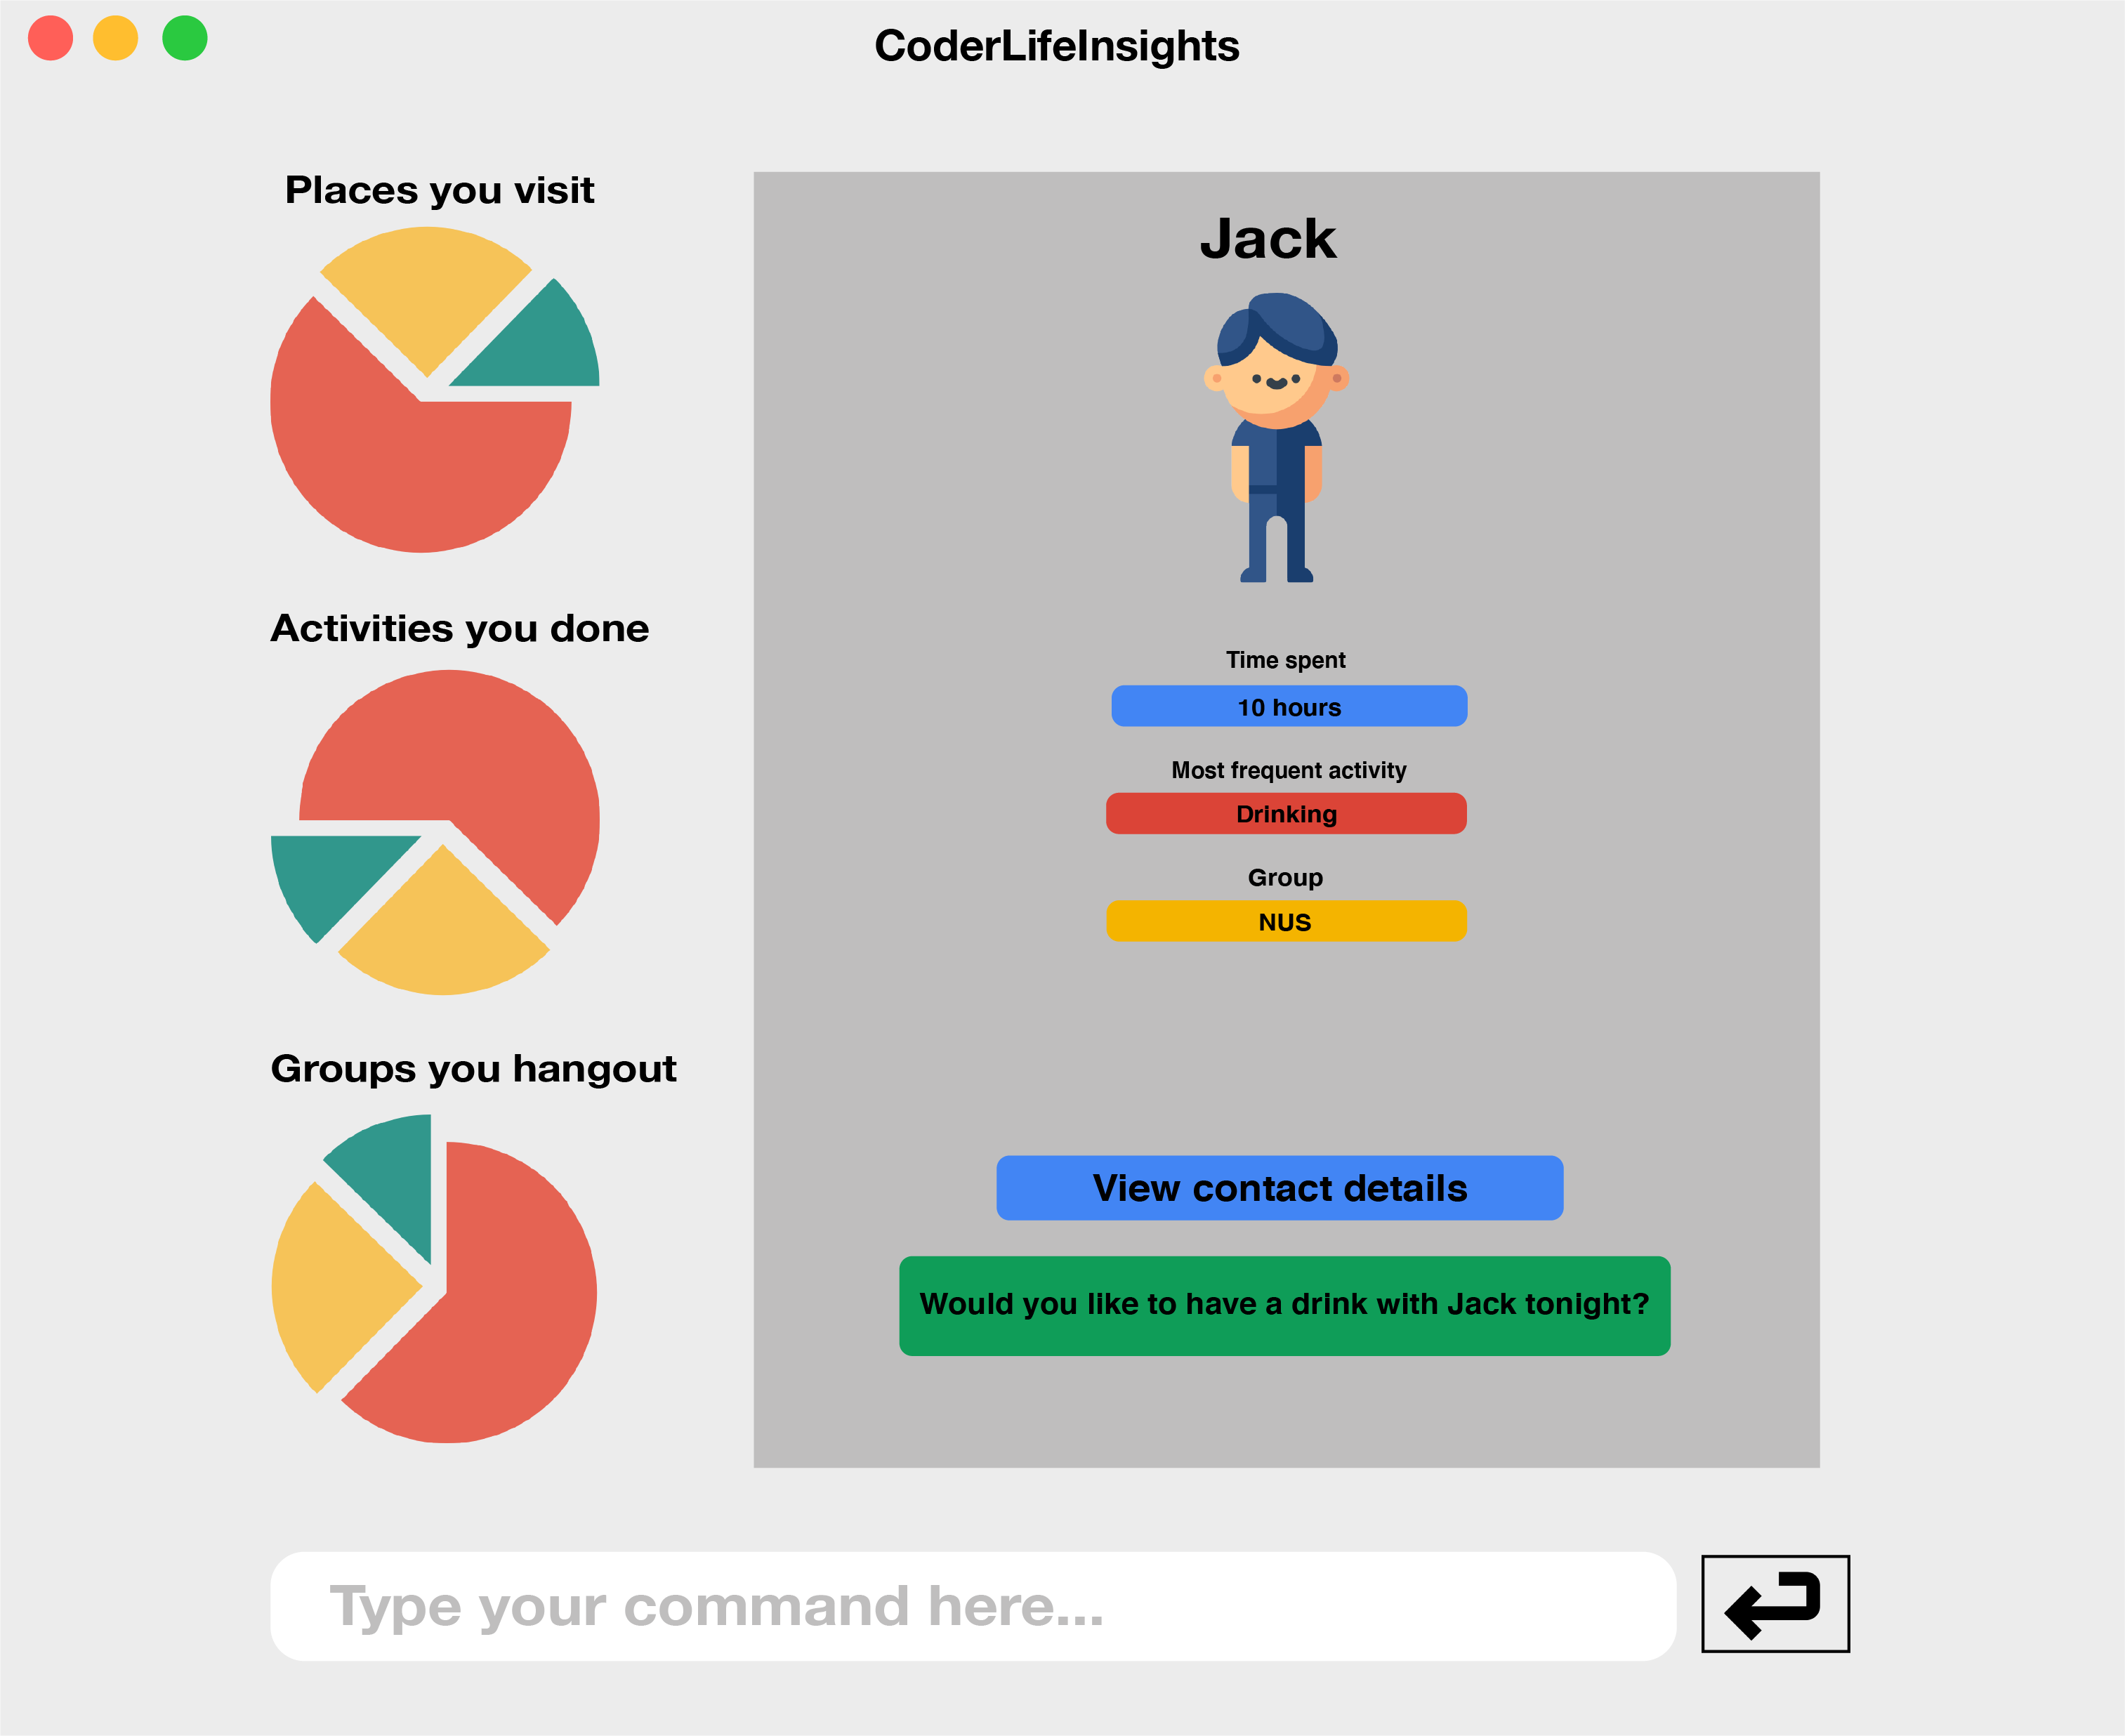 CoderLifeInsights
Places you visit
Activities you done
Groups you hangout
Jack
Time spent
10 hours
Most frequent activity
Drinking
Group
NUS
View contact details
Would you like to have a drink with Jack tonight?
Type your command here...